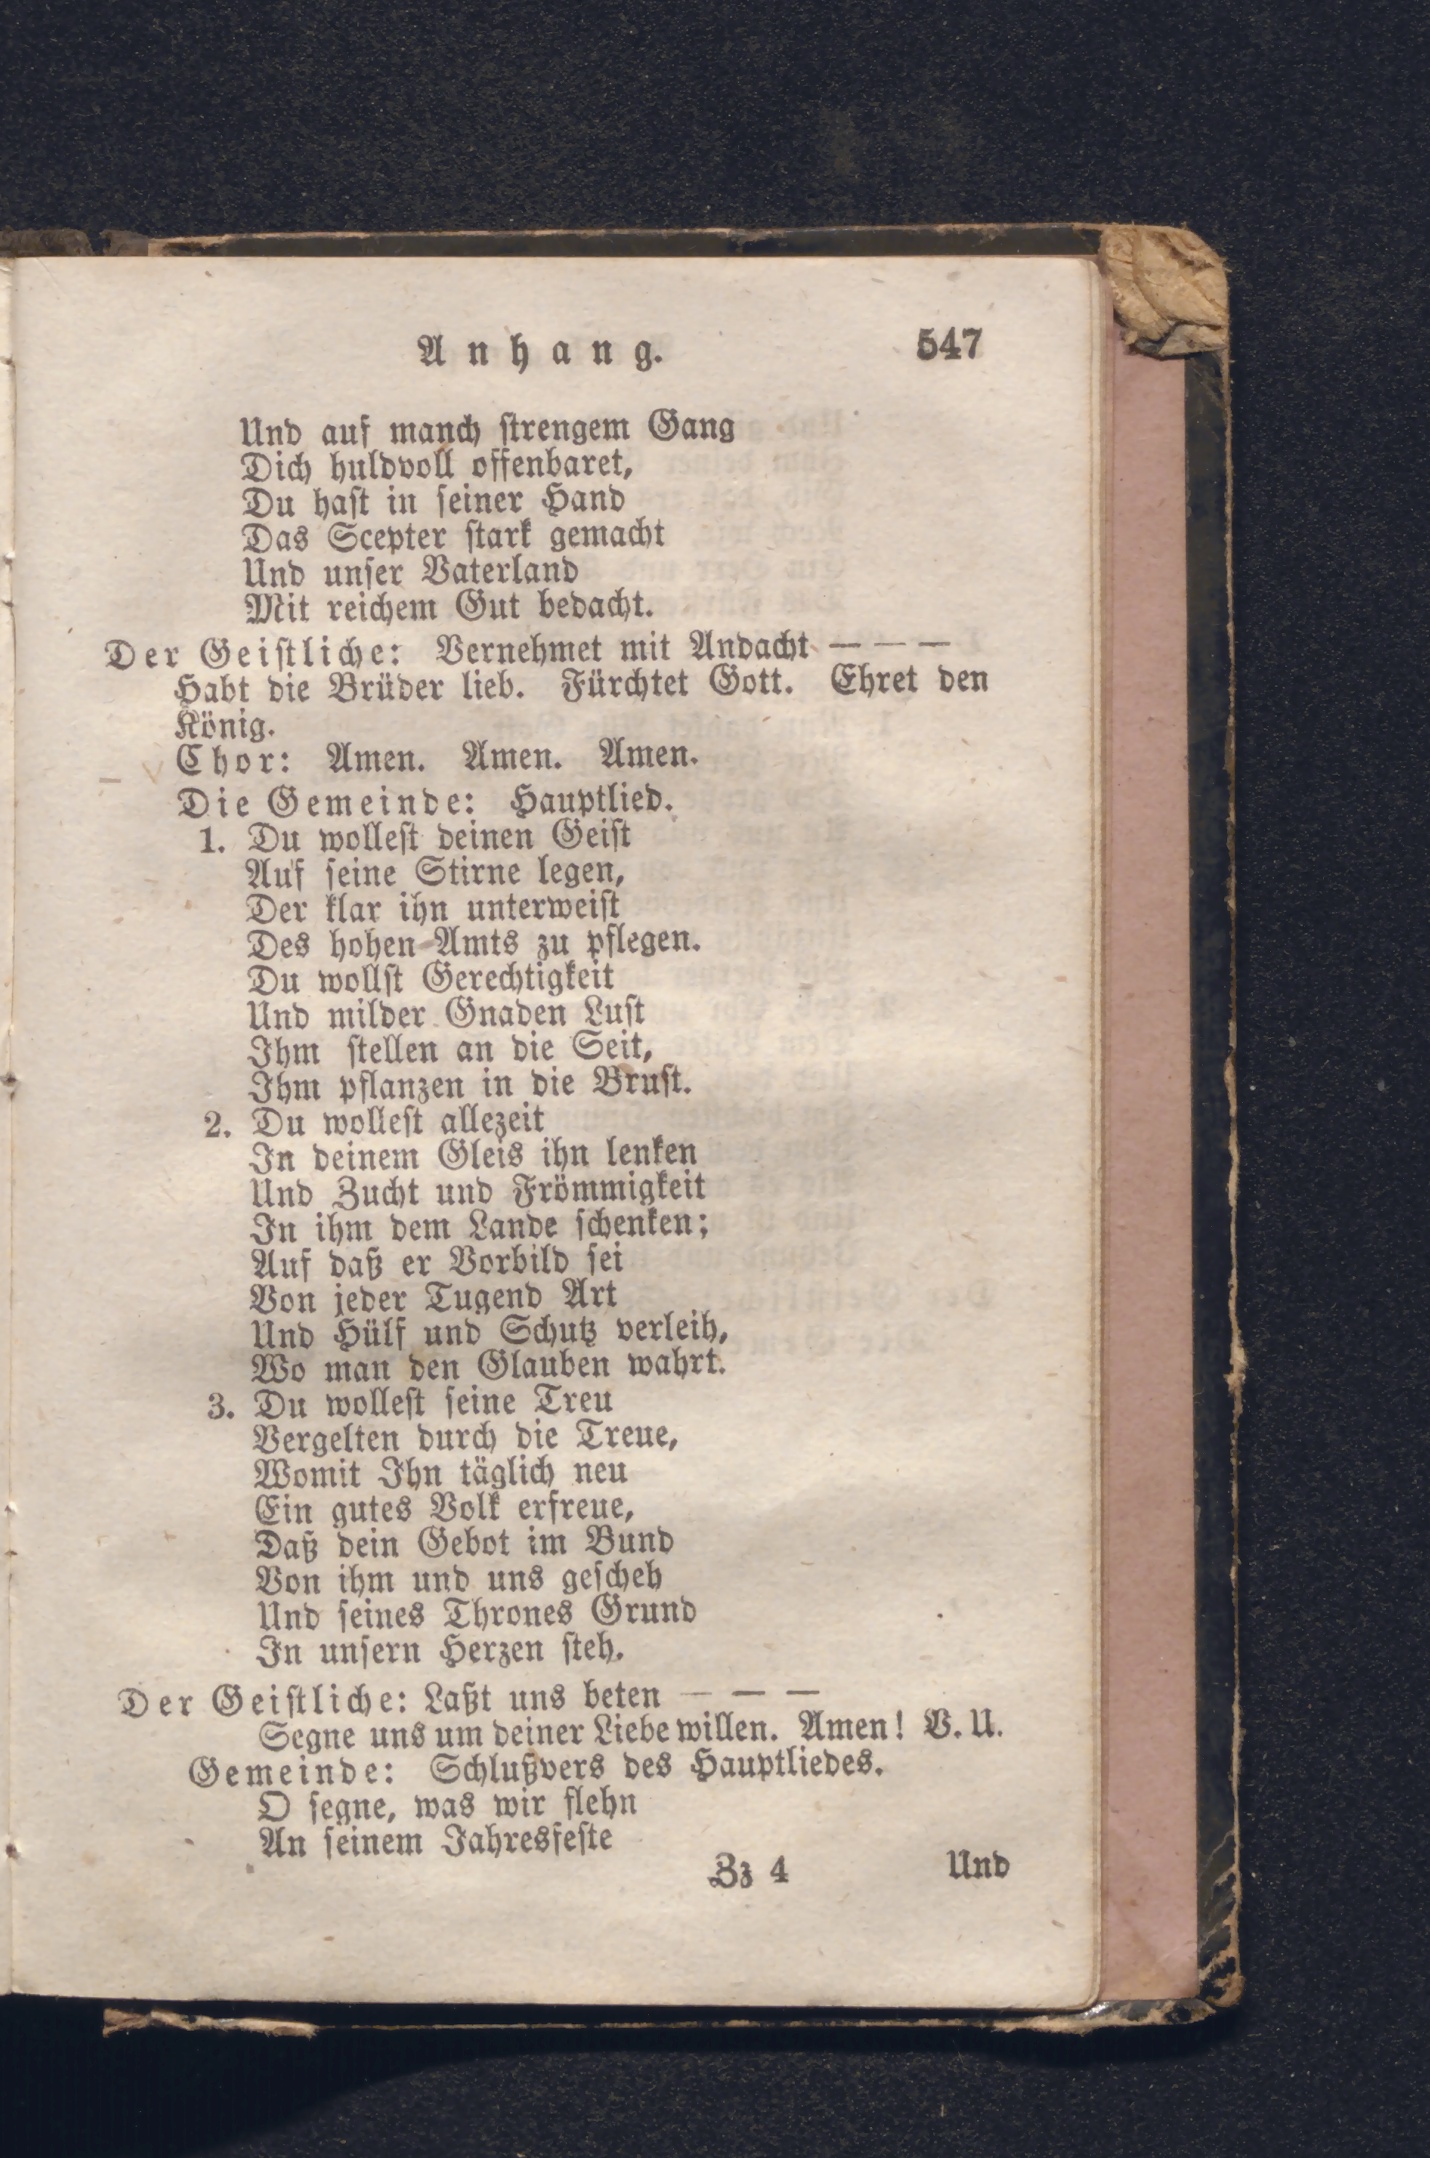 Anhang. 547
Und auf manch strengem Gang
Dich huldvoll offenbaret,
Du hast in seiner Hand
Das Scepter stark gemacht
Und unser Vaterland
Mit reichem Gut bedacht.
Der Geistliche: Vernehmet mit Andacht — — —
Habt die Brüder lieb. Fürchtet Gott. Ehret den
König.
Chor: Amen. Amen. Amen.
Die Gemeinde: Hauptlied.
1. Du wollest deinen Geist
Auf seine Stirne legen,
Der klar ihn unterweist
Des hohen Amts zu pflegen.
Du wollst Gerechtigkeit
Und milder Gnaden Lust
Ihm stellen an die Seit,
Ihm pflanzen in die Brust.
2. Du wollest allezeit
In deinem Gleis ihn lenken
Und Zucht und Frömmigkeit
In ihm dem Lande schenken;
Auf daß er Vorbild sei
Von jeder Tugend Art
Und Hülf und Schutz verleih,
Wo man den Glauben wahrt.
3. Du wollest seine Treu
Vergelten durch die Treue,
Womit Ihn täglich neu
Ein gutes Volk erfreue,
Daß dein Gebot im Bund
Von ihm und uns gescheh
Und seines Thrones Grund
In unsern Herzen steh.
Der Geistliche: Laßt uns beten — — —
Segne uns um deiner Liebe willen. Amen! V. U.
Gemeinde: Schlußvers des Hauptliedes.
O segne, was wir flehn
An seinem Jahresfeste
Zz 4 Und